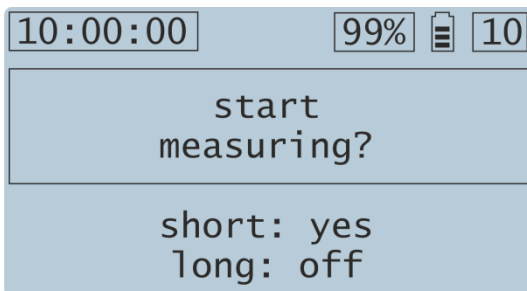 10:00:00 99% 10
start
measuring?
short: yes
long: off